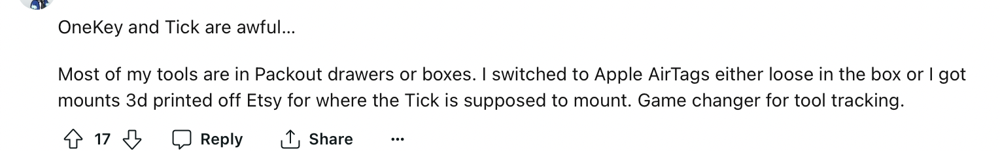 OneKey and Tick are awful...
Most of my tools are in Packout drawers or boxes. I switched to Apple AirTags either loose in the box or I got
mounts 3d printed off Etsy for where the Tick is supposed to mount. Game changer for tool tracking.
17 Reply Share ...